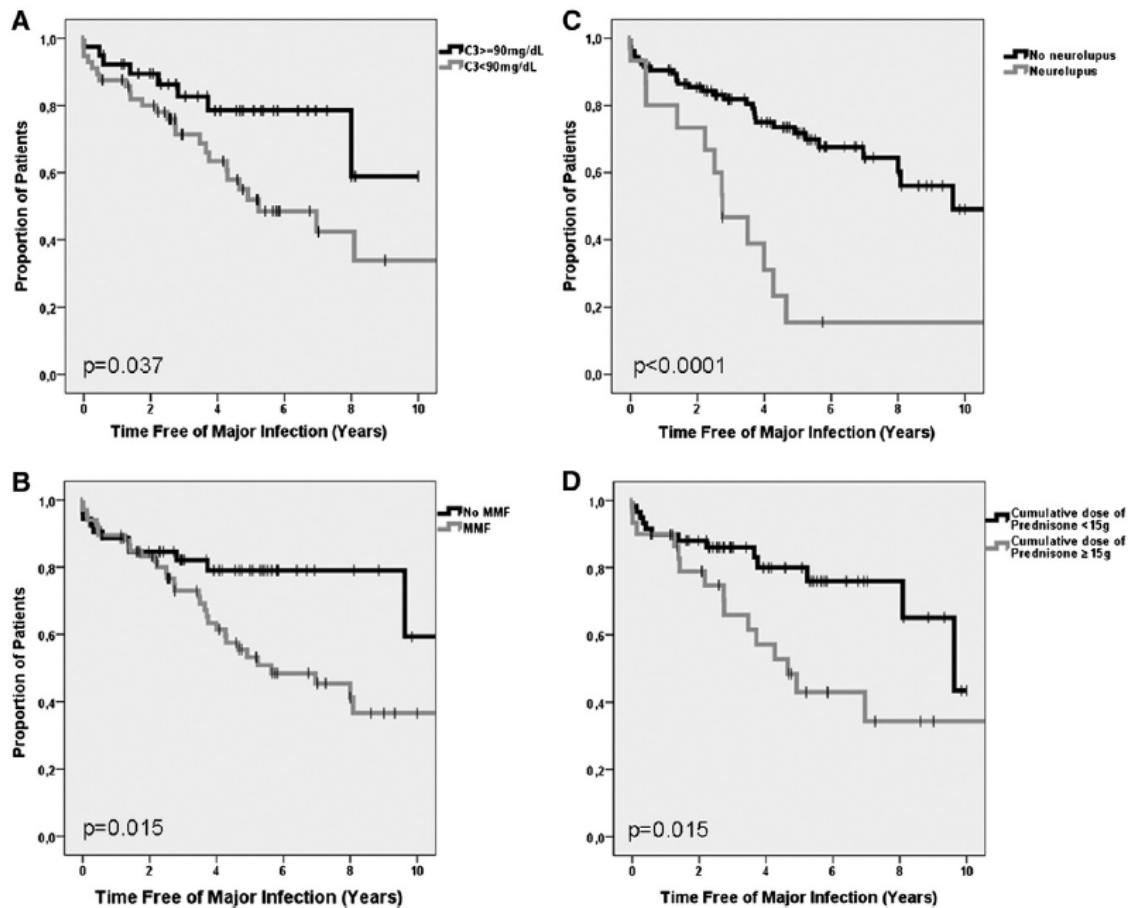 A
C3>=90mg/dL
C3<90mg/dL
Proportion of Patients
1,0
0,8
0,6
0,4
0,2
0,0
p=0.037
0 2 4 6 8 10
Time Free of Major Infection (Years)
C
No neurolupus
Neurolupus
Proportion of Patients
1,0
0,8
0,6
0,4
0,2
0,0
p<0.0001
0 2 4 6 8 10
Time Free of Major Infection (Years)
B
No MMF
MMF
Proportion of Patients
1,0
0,8
0,6
0,4
0,2
0,0
p=0.015
0 2 4 6 8 10
Time Free of Major Infection (Years)
D
Cumulative dose of
Prednisone <15g
Cumulative dose of
Prednisone ≥ 15g
1,0
0,8
0,6
0,4
0,2
0,0
p=0.015
0 2 4 6 8 10
Time Free of Major Infection (Years)